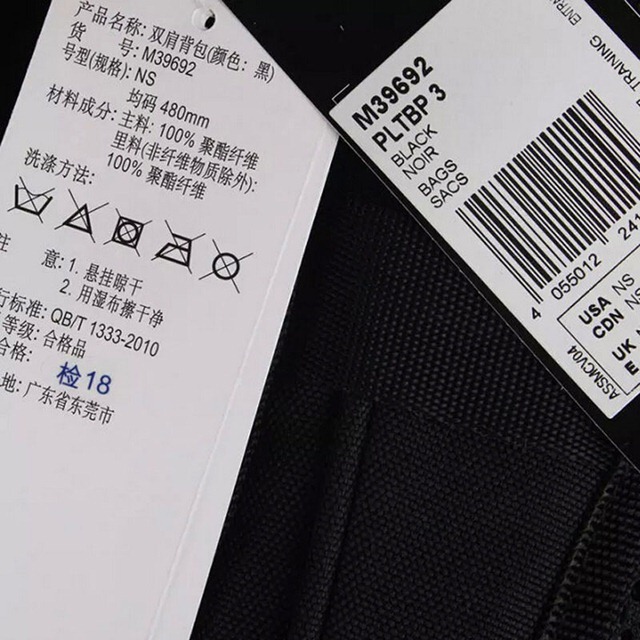 产品名称: 双肩背包(颜色: 黑)
货 号: M39692
号型(规格): NS
均码 480mm
材料成分: 主料: 100% 聚酯纤维
里料(非纤维物质除外):
100% 聚酯纤维
洗涤方法:
注 意: 1. 悬挂晾干
2. 用湿布擦干净
行标准: QB/T 1333-2010
等级: 合格品
合格:
检18
地: 广东省东莞市
M39692
PLTBP 3
BLACK
NOIR
BAGS
SACS
TRAINING
ENTRA
4 055012 24
USA NS
CDN NS
UK
E
ASSMCV04